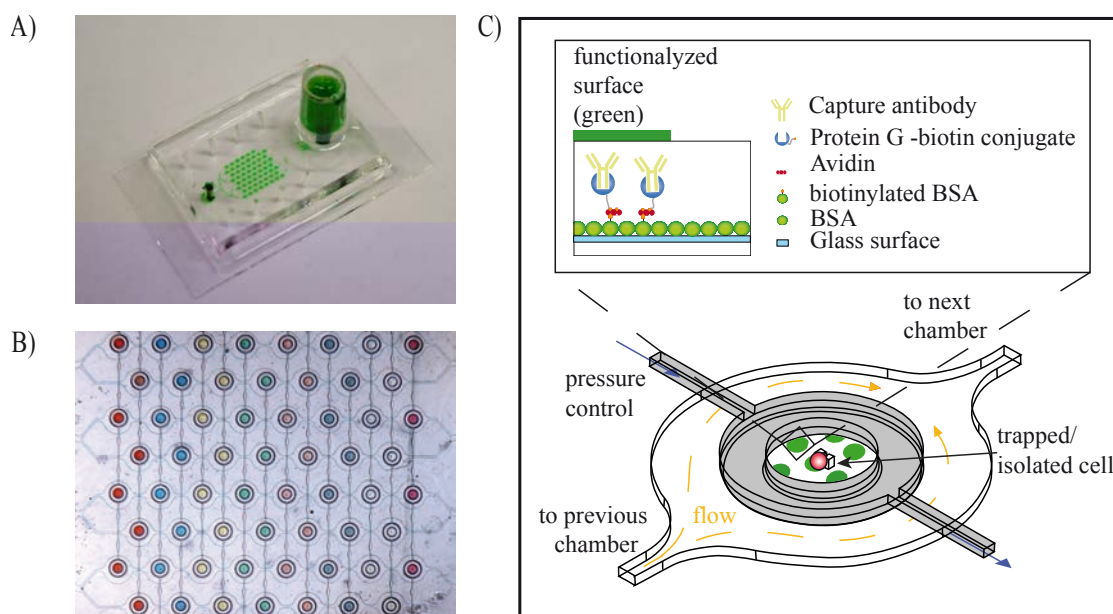 A)
B)
C)
functionalized
surface
(green)
Capture antibody
Protein G -biotin conjugate
Avidin
biotinylated BSA
BSA
Glass surface
to next
chamber
pressure
control
trapped/
isolated cell
flow
to previous
chamber